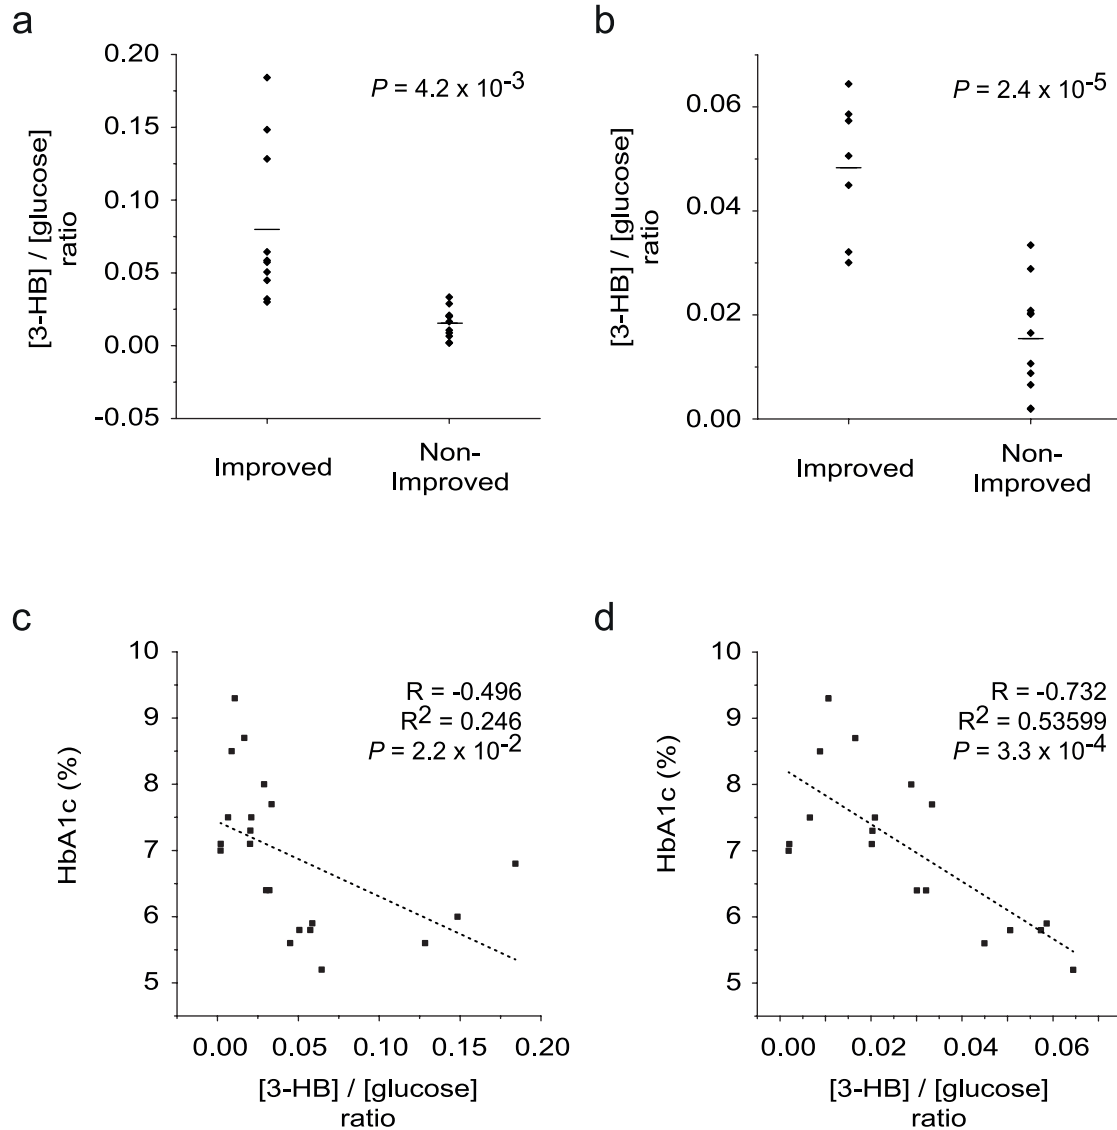 a
[3-HB] / [glucose]
ratio
0.20
0.15
0.10
0.05
0.00
-0.05
P = 4.2 x 10-3
Improved
Non-
Improved
b
[3-HB] / [glucose]
ratio
0.06
0.04
0.02
0.00
P = 2.4 x 10-5
Improved
Non-
Improved
c
HbA1c (%)
10
9
8
7
6
5
R = -0.496
R2 = 0.246
P = 2.2 x 10-2
0.00 0.05 0.10 0.15 0.20
[3-HB] / [glucose]
ratio
d
HbA1c (%)
10
9
8
7
6
5
R = -0.732
R2 = 0.53599
P = 3.3 x 10-4
0.00 0.02 0.04 0.06
[3-HB] / [glucose]
ratio